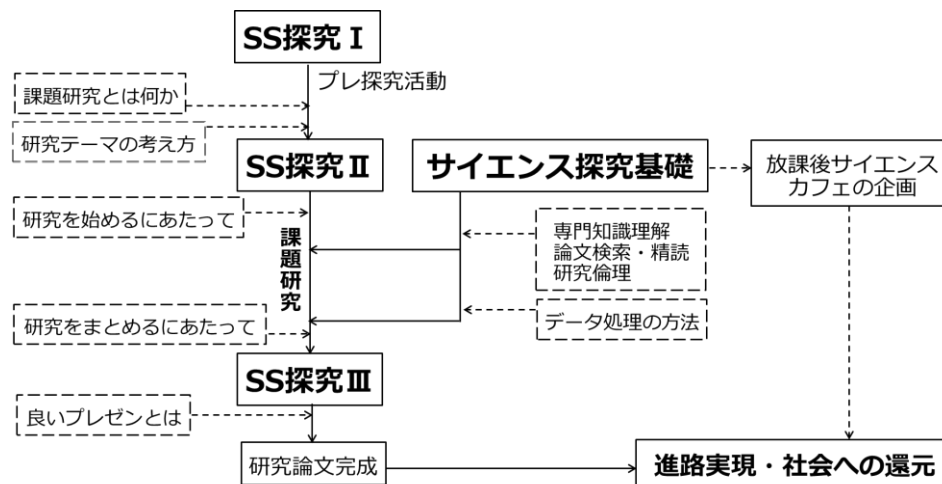 SS探究Ⅰ
プレ探究活動
課題研究とは何か
研究テーマの考え方
SS探究Ⅱ
サイエンス探究基礎
放課後サイエンス
カフェの企画
研究を始めるにあたって
課題研究
専門知識理解
論文検索・精読
研究倫理
研究をまとめるにあたって
データ処理の方法
SS探究Ⅲ
良いプレゼンとは
研究論文完成
進路実現・社会への還元